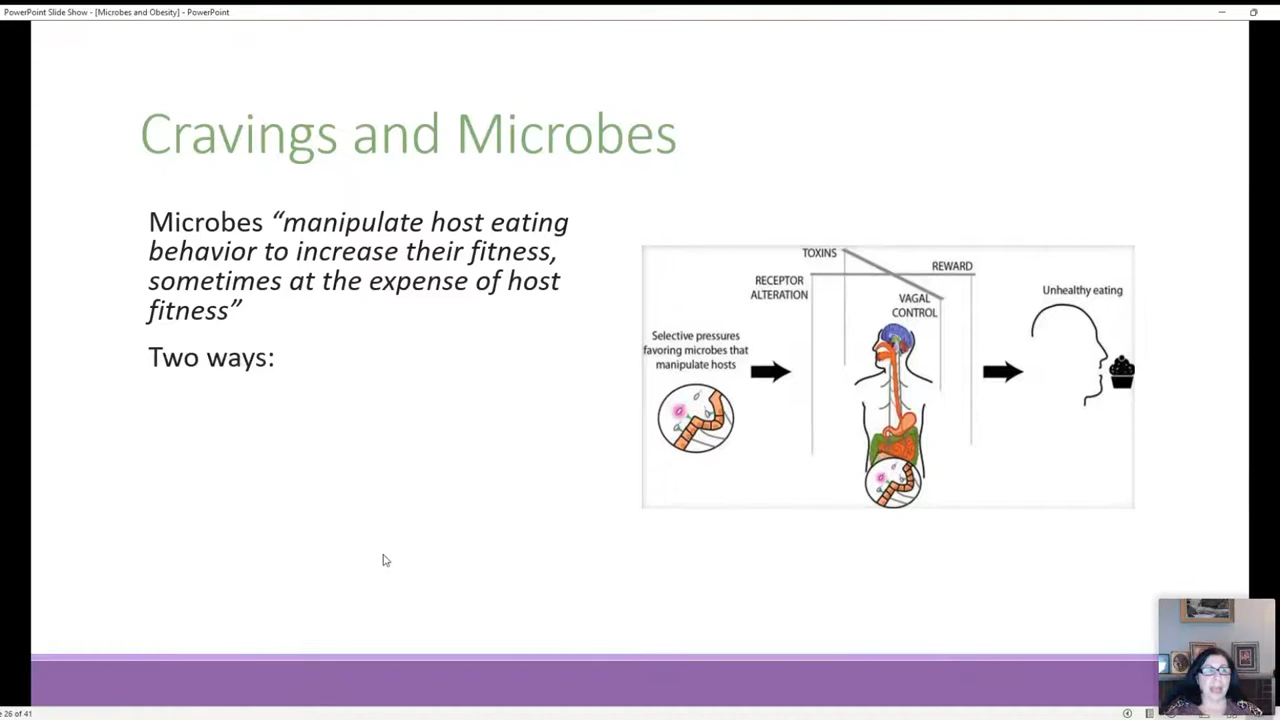 PowerPoint Slide Show - [Microbes and Obesity] - PowerPoint
Cravings and Microbes
Microbes “manipulate host eating
behavior to increase their fitness,
sometimes at the expense of host
fitness”
Two ways:
TOXINS
REWARD
RECEPTOR
ALTERATION
VAGAL
CONTROL
Selective pressures
favoring microbes that
manipulate hosts
Unhealthy eating
26 of 41